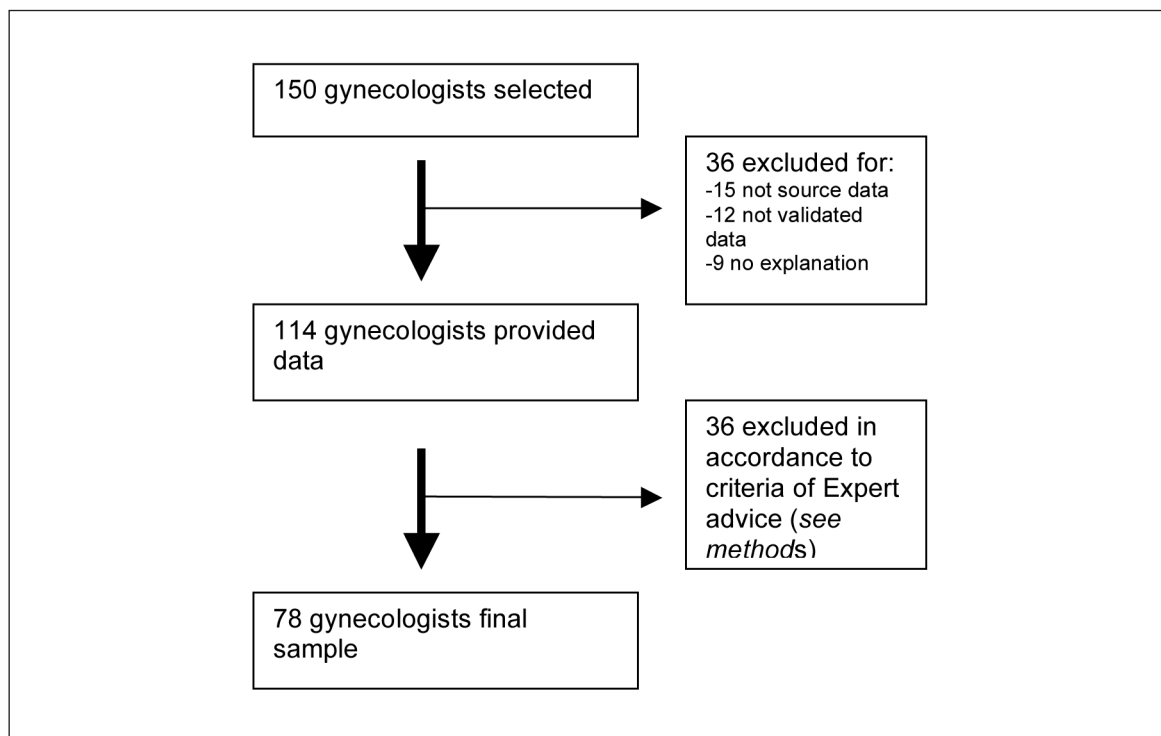 150 gynecologists selected
36 excluded for:
-15 not source data
-12 not validated
data
-9 no explanation
114 gynecologists provided
data
36 excluded in
accordance to
criteria of Expert
advice (see
methods)
78 gynecologists final
sample